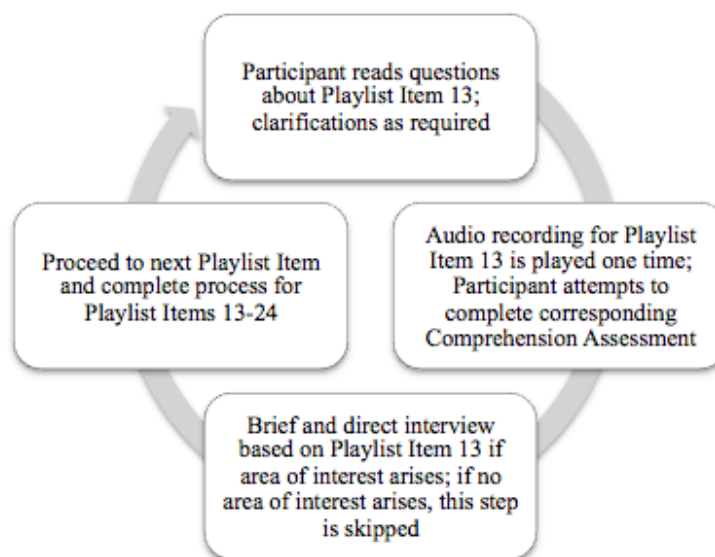 Participant reads questions
about Playlist Item 13;
clarifications as required
Audio recording for Playlist
Item 13 is played one time;
Participant attempts to
complete corresponding
Comprehension Assessment
Brief and direct interview
based on Playlist Item 13 if
area of interest arises; if no
area of interest arises, this step
is skipped
Proceed to next Playlist Item
and complete process for
Playlist Items 13-24